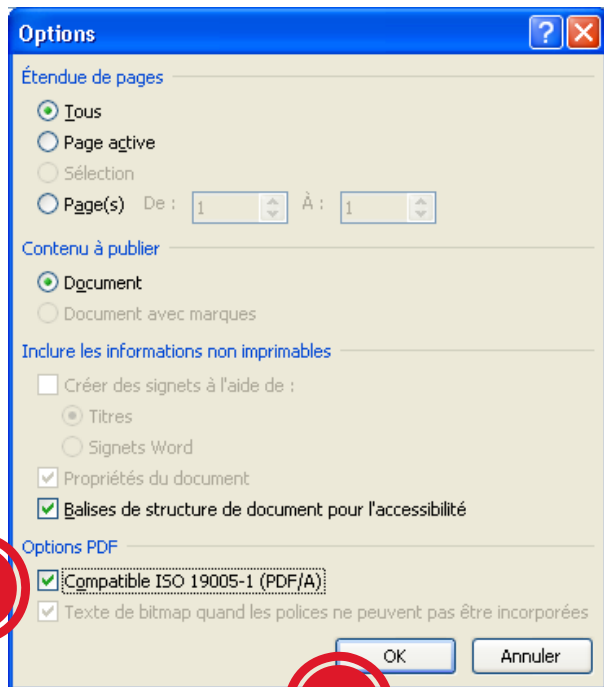 Options
Étendue de pages
Tous
Page active
Sélection
Page(s) De : 1 À : 1
Contenu à publier
Document
Document avec marques
Inclure les informations non imprimables
Créer des signets à l'aide de :
Titres
Signets Word
Propriétés du document
Balises de structure de document pour l'accessibilité
Options PDF
Compatible ISO 19005-1 (PDF/A)
Texte de bitmap quand les polices ne peuvent pas être incorporées
OK Annuler